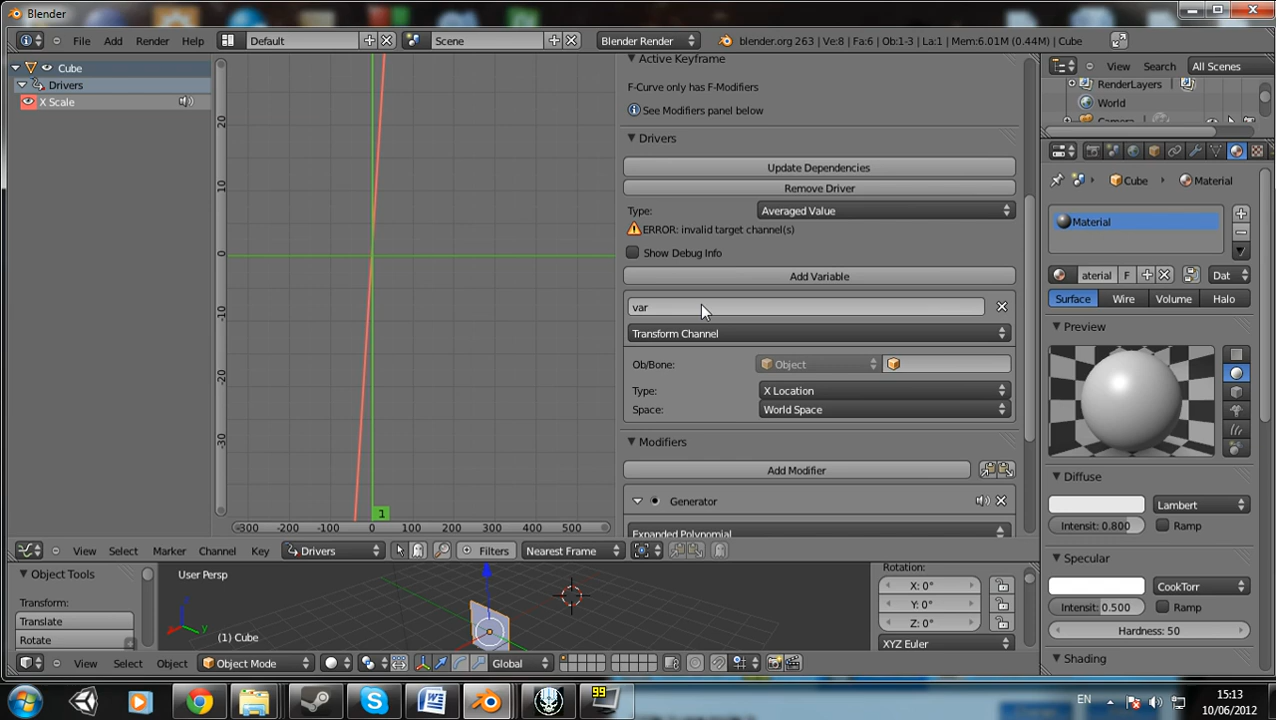 Blender
File Add Render Help Default Scene Blender Render blender.org 263 | Ve:8 | Fa:6 | Ob:1-3 | La:1 | Mem:6.01M (0.44M) | Cube
Cube
Drivers
X Scale
20
10
0
-10
-20
-30
-300 -200 -100 0 100 200 300 400 500
1
Active Keyframe
F-Curve only has F-Modifiers
See Modifiers panel below
Drivers
Update Dependencies
Remove Driver
Type: Averaged Value
ERROR: invalid target channel(s)
Show Debug Info
Add Variable
var
Transform Channel
Ob/Bone: Object
Type: X Location
Space: World Space
Modifiers
Add Modifier
Generator
Expanded Polynomial
View Select Marker Channel Key Drivers Filters Nearest Frame
Object Tools
Transform:
Translate
Rotate
User Persp
(1) Cube
Rotation:
X: 0°
Y: 0°
Z: 0°
XYZ Euler
View Select Object Object Mode Global
View Search All Scenes
RenderLayers
World
Camera
Cube Material
Material
aterial F Dat
Surface Wire Volume Halo
Preview
Diffuse
Lambert
Intensit: 0.800 Ramp
Specular
CookTorr
Intensit: 0.500 Ramp
Hardness: 50
Shading
99
EN
15:13
10/06/2012